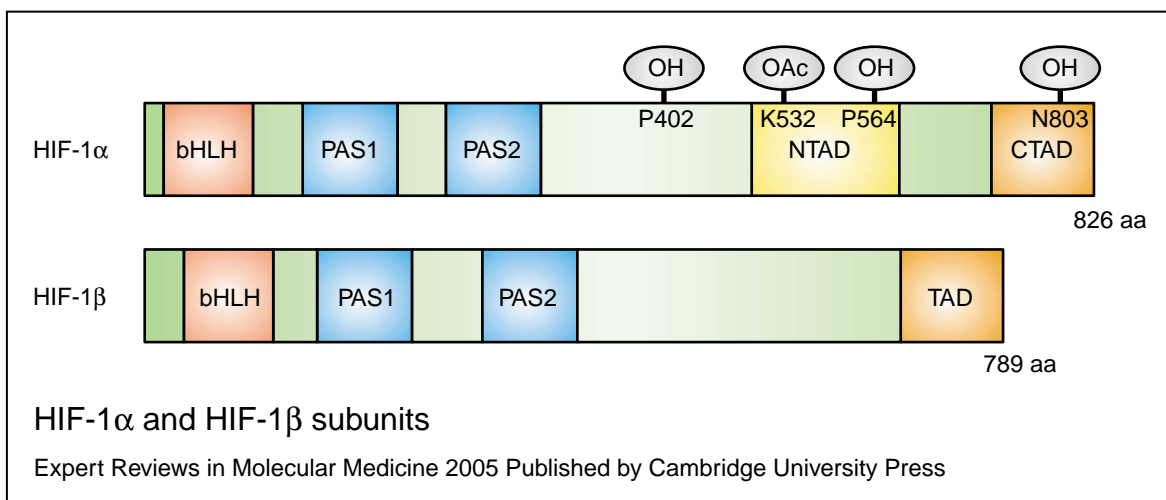 OH OAc OH OH
P402 K532 P564 N803
HIF-1α bHLH PAS1 PAS2 NTAD CTAD
826 aa
HIF-1β bHLH PAS1 PAS2 TAD
789 aa
HIF-1α and HIF-1β subunits
Expert Reviews in Molecular Medicine 2005 Published by Cambridge University Press